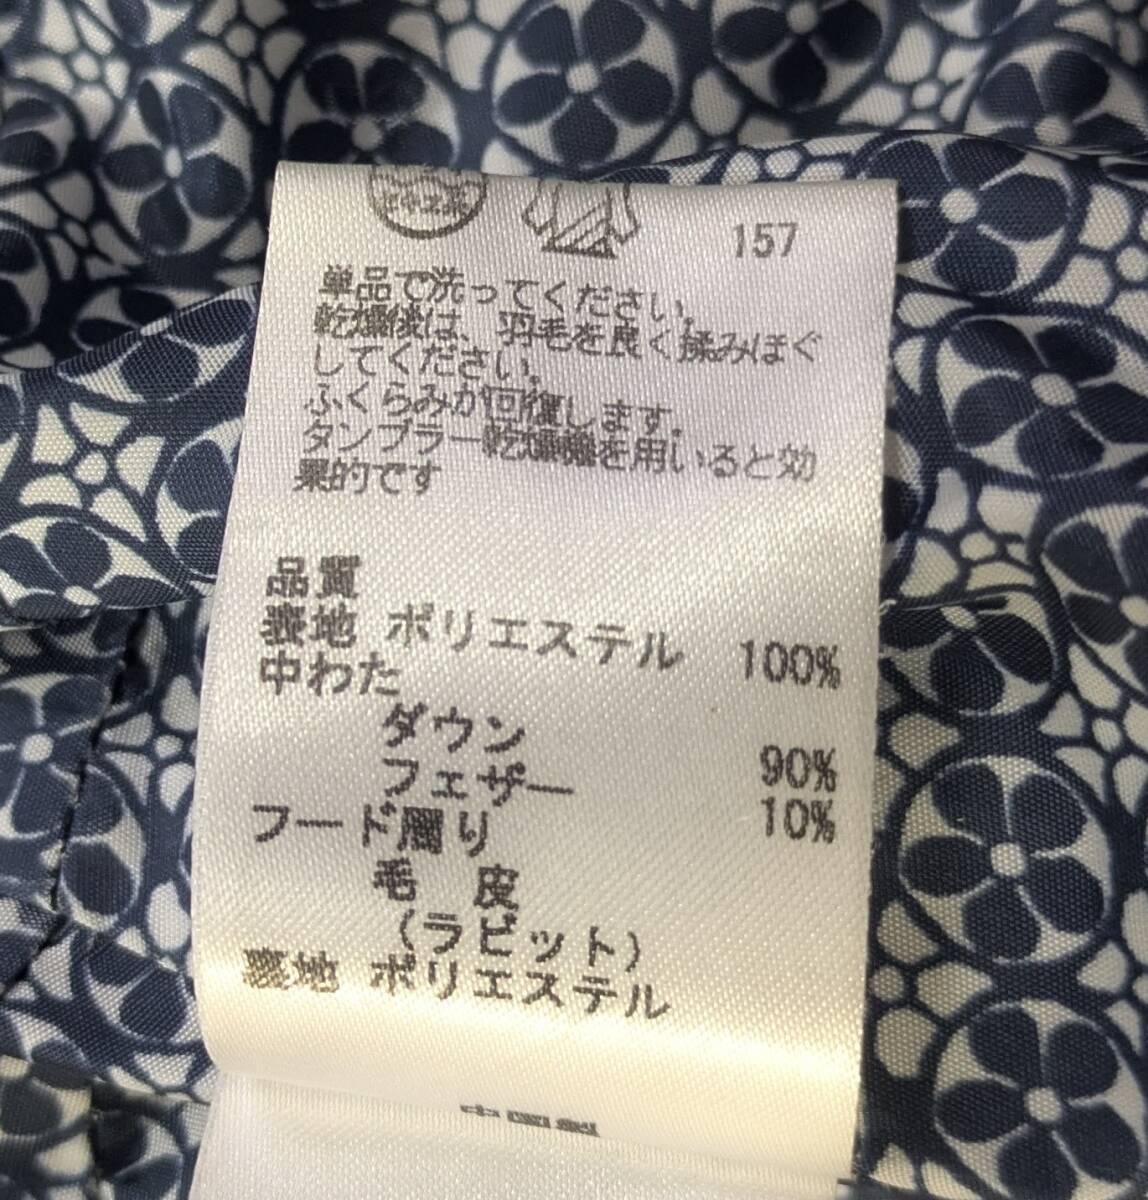 157
単品で洗ってください。
乾燥後は、羽毛を良く揉みほぐ
してください。
ふくらみが回復します。
タンブラー乾燥機を用いると効
果的です
品質
表地 ポリエステル 100%
中わた
ダウン 90%
フェザー 10%
フード周り
毛 皮
(ラビット)
裏地 ポリエステル
中国製